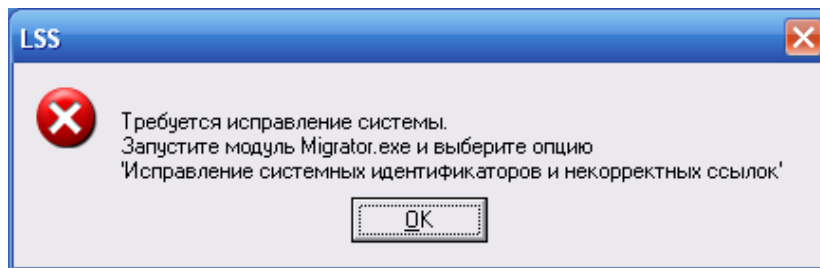 LSS
Требуется исправление системы.
Запустите модуль Migrator.exe и выберите опцию
'Исправление системных идентификаторов и некорректных ссылок'
OK